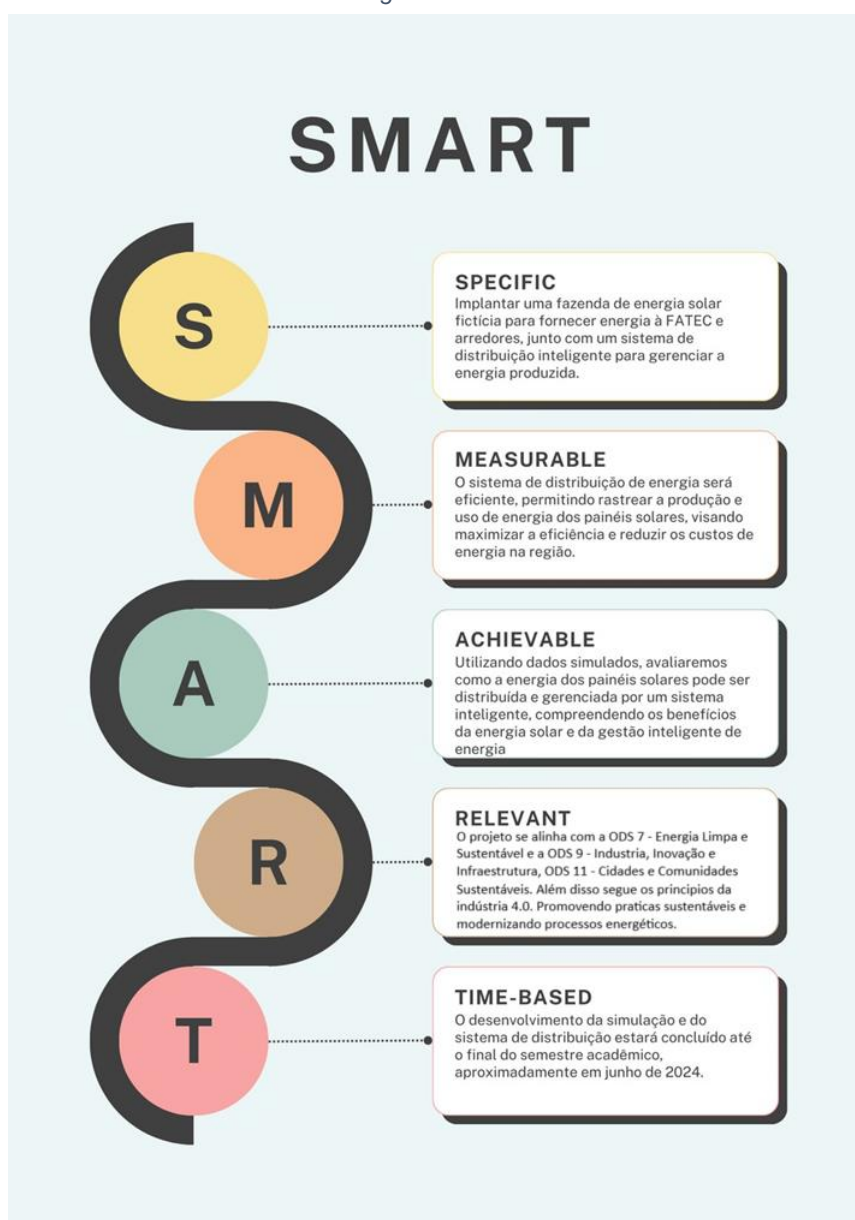 SMART
S
SPECIFIC
Implantar uma fazenda de energia solar
fictícia para fornecer energia à FATEC e
arredores, junto com um sistema de
distribuição inteligente para gerenciar a
energia produzida.
M
MEASURABLE
O sistema de distribuição de energia será
eficiente, permitindo rastrear a produção e
uso de energia dos painéis solares, visando
maximizar a eficiência e reduzir os custos de
energia na região.
A
ACHIEVABLE
Utilizando dados simulados, avaliaremos
como a energia dos painéis solares pode ser
distribuída e gerenciada por um sistema
inteligente, compreendendo os benefícios
da energia solar e da gestão inteligente de
energia
R
RELEVANT
O projeto se alinha com a ODS 7 - Energia Limpa e
Sustentável e a ODS 9 - Industria, Inovação e
Infraestrutura, ODS 11 - Cidades e Comunidades
Sustentáveis. Além disso segue os principios da
indústria 4.0. Promovendo praticas sustentáveis e
modernizando processos energéticos.
T
TIME-BASED
O desenvolvimento da simulação e do
sistema de distribuição estará concluído até
o final do semestre acadêmico,
aproximadamente em junho de 2024.